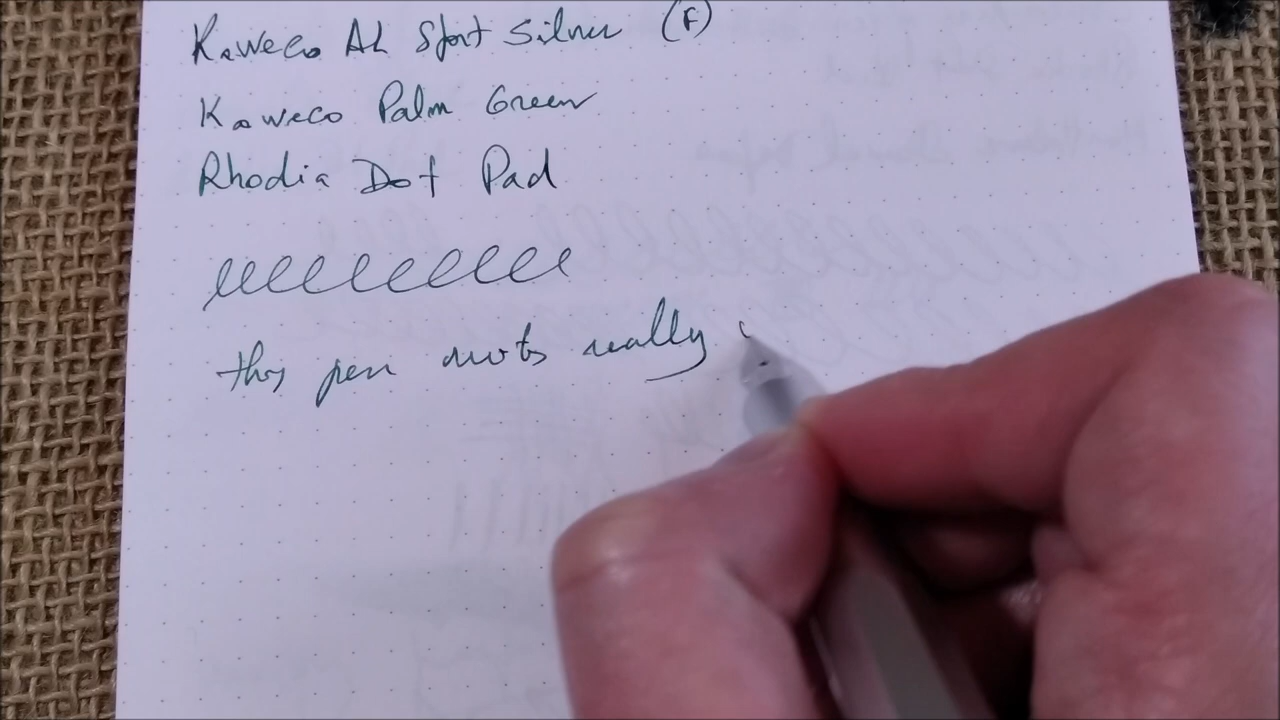 Kaweco AL Sport Silver (F)
Kaweco Palm Green
Rhodia Dot Pad
this pen writes really